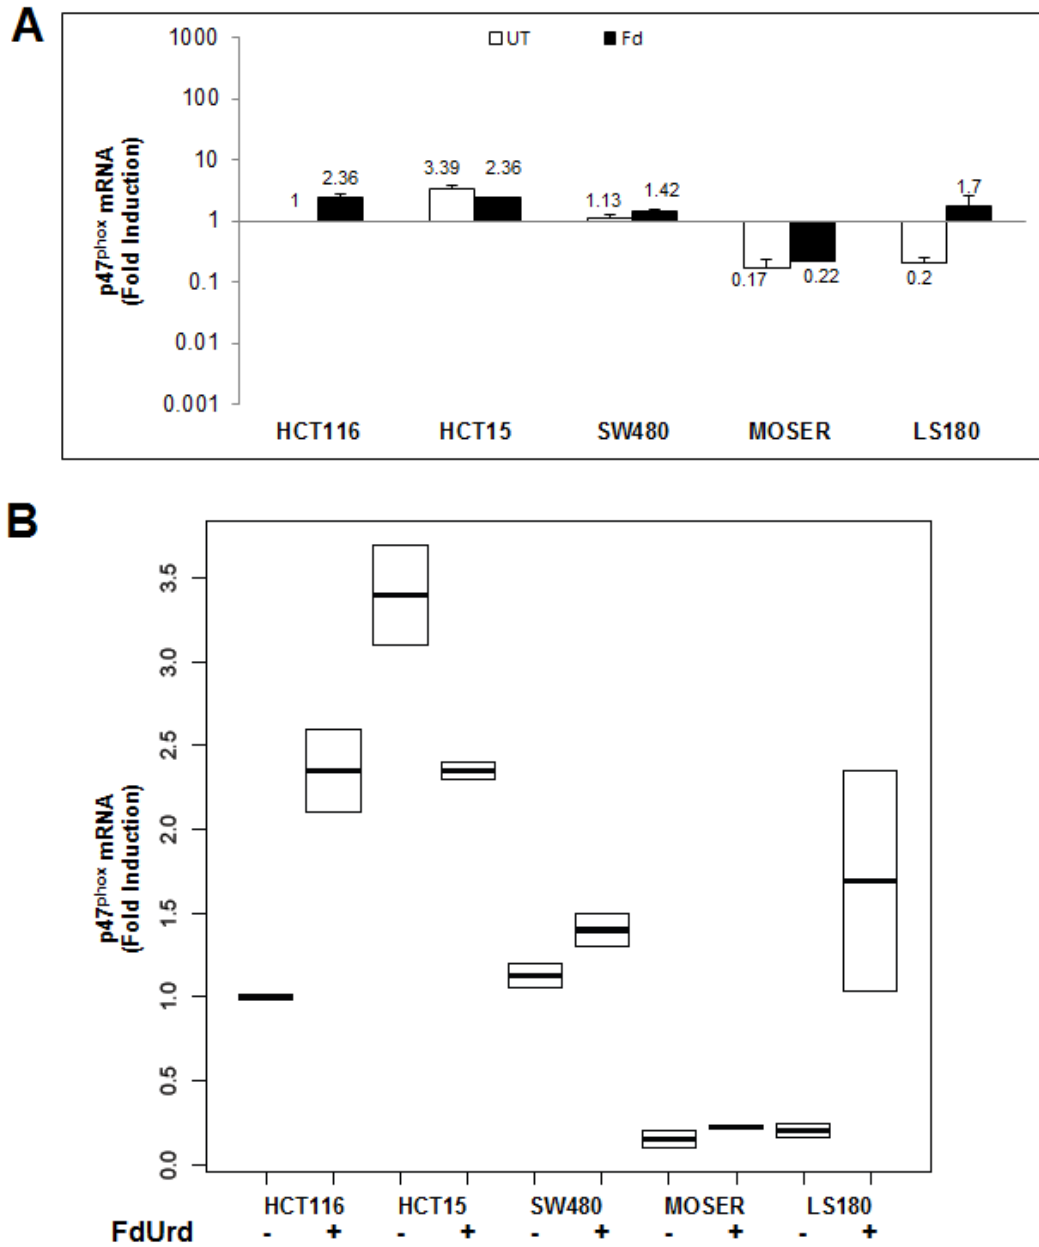 A
UT Fd
1000
100
10
1
0.1
0.01
0.001
p47phox mRNA
(Fold Induction)
1 2.36 3.39 2.36 1.13 1.42 0.17 0.22 0.2 1.7
HCT116 HCT15 SW480 MOSER LS180
B
3.5
3.0
2.5
2.0
1.5
1.0
0.5
0.0
p47phox mRNA
(Fold Induction)
HCT116 HCT15 SW480 MOSER LS180
FdUrd - + - + - + - + - +